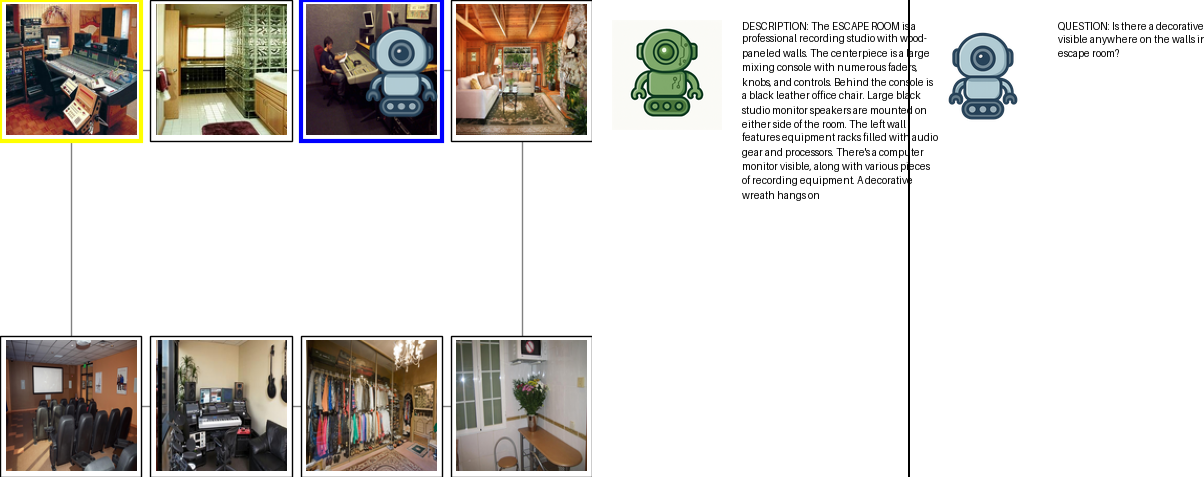 DESCRIPTION: The ESCAPE ROOM is a
professional recording studio with wood-
paneled walls. The centerpiece is a large
mixing console with numerous faders,
knobs, and controls. Behind the console is
a black leather office chair. Large black
studio monitor speakers are mounted on
either side of the room. The left wall
features equipment racks filled with audio
gear and processors. There's a computer
monitor visible, along with various pieces
of recording equipment. A decorative
wreath hangs on
QUESTION: Is there a decorative
visible anywhere on the walls in
escape room?